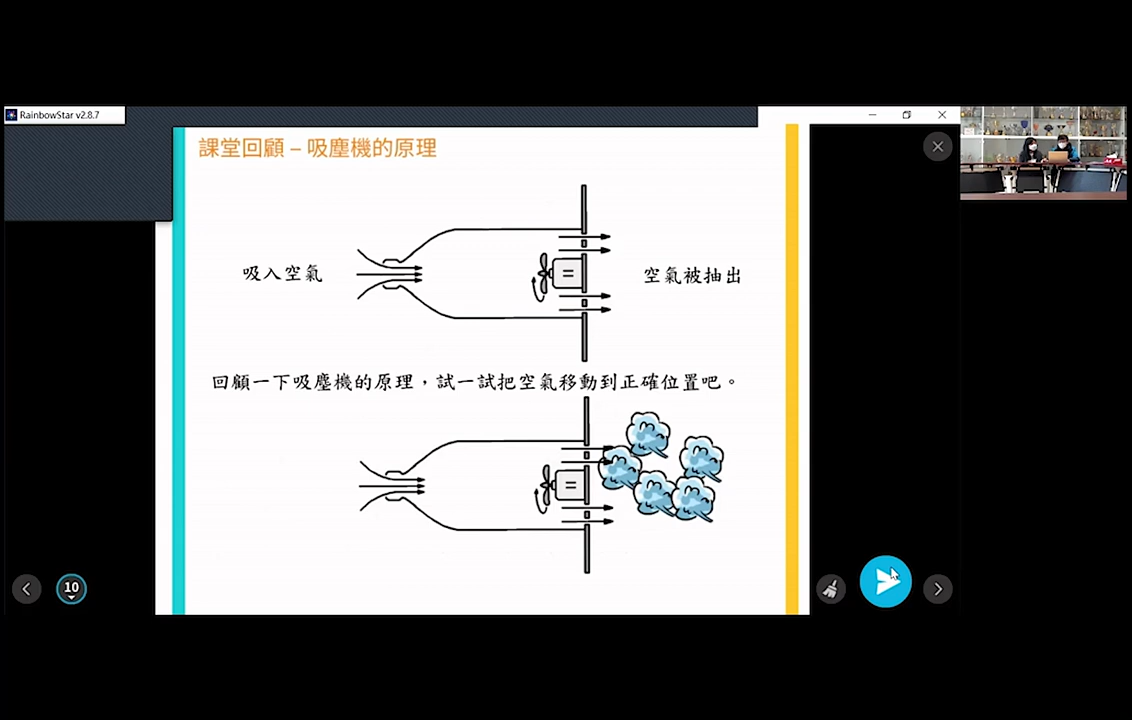 RainbowStar v2.8.7
課堂回顧 – 吸塵機的原理
吸入空氣
空氣被抽出
回顧一下吸塵機的原理，試一試把空氣移動到正確位置吧。
10